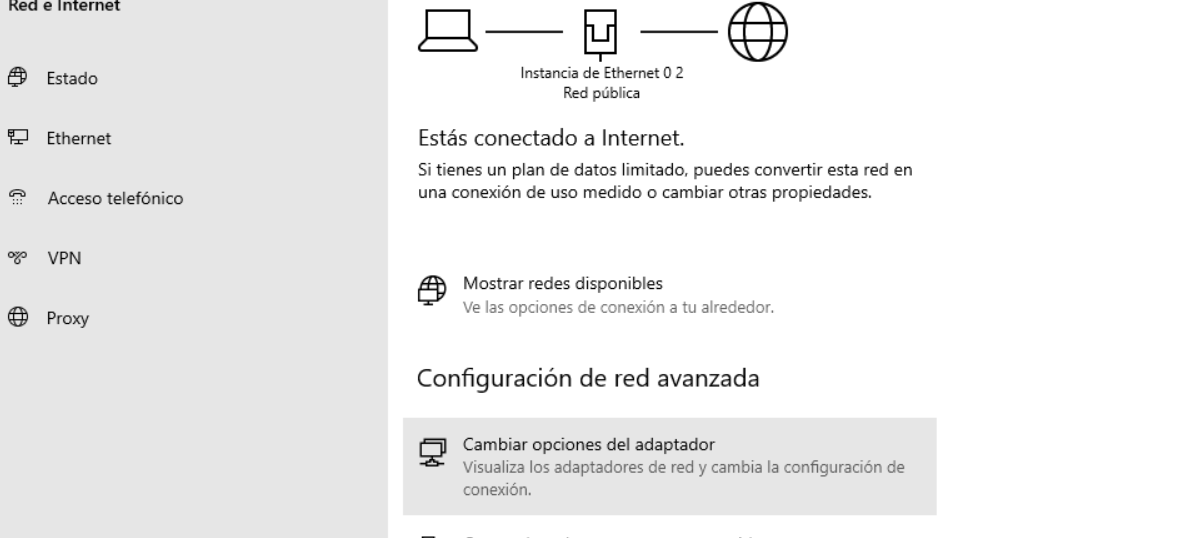 Red e Internet
Estado
Ethernet
Acceso telefónico
VPN
Proxy
Instancia de Ethernet 0 2
Red pública
Estás conectado a Internet.
Si tienes un plan de datos limitado, puedes convertir esta red en
una conexión de uso medido o cambiar otras propiedades.
Mostrar redes disponibles
Ve las opciones de conexión a tu alrededor.
Configuración de red avanzada
Cambiar opciones del adaptador
Visualiza los adaptadores de red y cambia la configuración de
conexión.